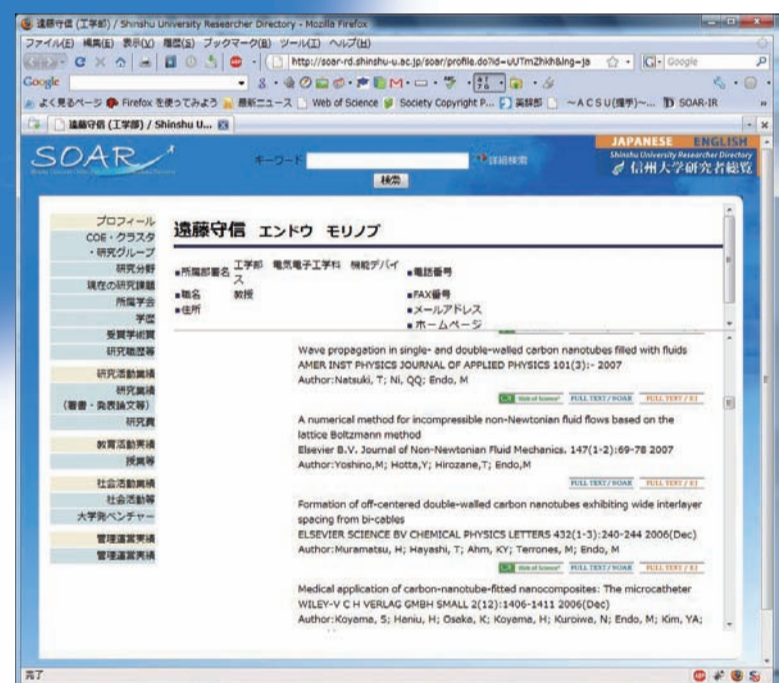 遠藤守信 (工学部) / Shinshu University Researcher Directory - Mozilla Firefox
ファイル(F) 編集(E) 表示(V) 履歴(S) ブックマーク(B) ツール(T) ヘルプ(H)
http://soar-rd.shinshu-u.ac.jp/soar/profile.do?id=uUTmZhkh&lng=ja
Google
Google
よく見るページ Firefox を使ってみよう 最新ニュース Web of Science Society Copyright P... 英辞郎 SOAR-IR
遠藤守信 (工学部) / Shinshu U...
SOAR
キーワード
詳細検索
検索
JAPANESE ENGLISH
Shinshu University Researcher Directory
信州大学研究者総覧
プロフィール
COE・クラスタ
・研究グループ
研究分野
現在の研究課題
所属学会
学歴
受賞学術賞
研究職歴等
研究活動業績
研究業績
(著書・発表論文等)
研究費
教育活動実績
授業等
社会活動実績
社会活動等
大学発ベンチャー
管理運営実績
管理運営実績
遠藤守信 エンドウ モリノブ
■所属部署名 工学部 電気電子工学科 機能デバイス
■職名 教授
■住所
■電話番号
■FAX番号
■メールアドレス
■ホームページ
Wave propagation in single- and double-walled carbon nanotubes filled with fluids
AMER INST PHYSICS JOURNAL OF APPLIED PHYSICS 101(3):- 2007
Author:Natsuki, T; Ni, QQ; Endo, M
Web of Science FULL TEXT/SOAR FULL TEXT/EJ
A numerical method for incompressible non-Newtonian fluid flows based on the
lattice Boltzmann method
Elsevier B.V. Journal of Non-Newtonian Fluid Mechanics. 147(1-2):69-78 2007
Author:Yoshino,M; Hotta,Y; Hirozane,T; Endo,M
FULL TEXT/SOAR FULL TEXT/EJ
Formation of off-centered double-walled carbon nanotubes exhibiting wide interlayer
spacing from bi-cables
ELSEVIER SCIENCE BV CHEMICAL PHYSICS LETTERS 432(1-3):240-244 2006(Dec)
Author:Muramatsu, H; Hayashi, T; Ahm, KY; Terrones, M; Endo, M
Web of Science FULL TEXT/SOAR FULL TEXT/EJ
Medical application of carbon-nanotube-fitted nanocomposites: The microcatheter
WILEY-V C H VERLAG GMBH SMALL 2(12):1406-1411 2006(Dec)
Author:Koyama, S; Haniu, H; Osaka, K; Koyama, H; Kuroiwa, N; Endo, M; Kim, YA;
完了